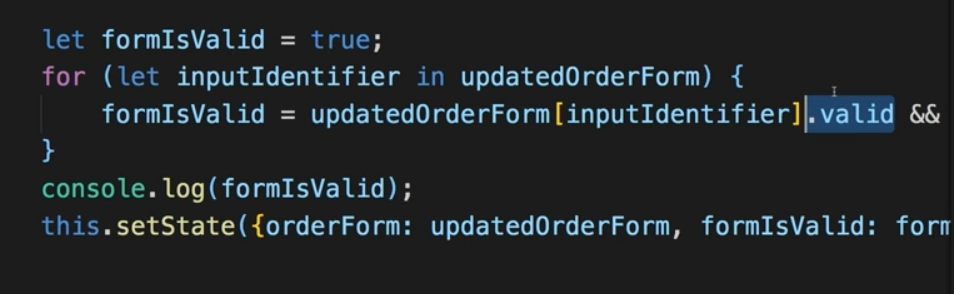 let formIsValid = true;
for (let inputIdentifier in updatedOrderForm) {
formIsValid = updatedOrderForm[inputIdentifier].valid &&
}
console.log(formIsValid);
this.setState({orderForm: updatedOrderForm, formIsValid: form